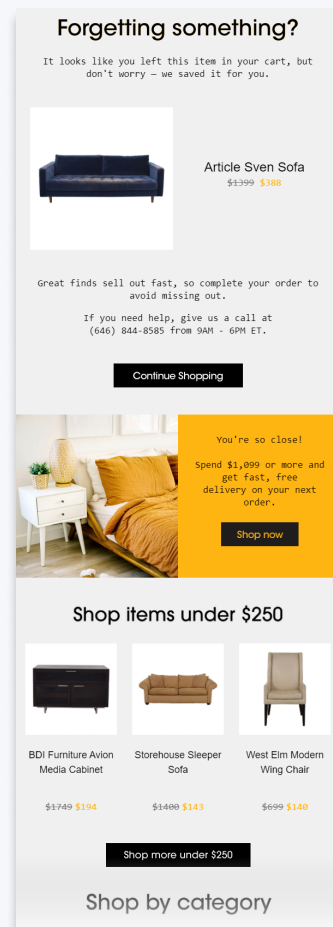 Forgetting something?
It looks like you left this item in your cart, but
don't worry — we saved it for you.
Article Sven Sofa
$1399 $388
Great finds sell out fast, so complete your order to
avoid missing out.
If you need help, give us a call at
(646) 844-8585 from 9AM - 6PM ET.
Continue Shopping
You're so close!
Spend $1,099 or more and
get fast, free
delivery on your next
order.
Shop now
Shop items under $250
BDI Furniture Avion
Media Cabinet
$1749 $194
Storehouse Sleeper
Sofa
$1400 $143
West Elm Modern
Wing Chair
$699 $140
Shop more under $250
Shop by category